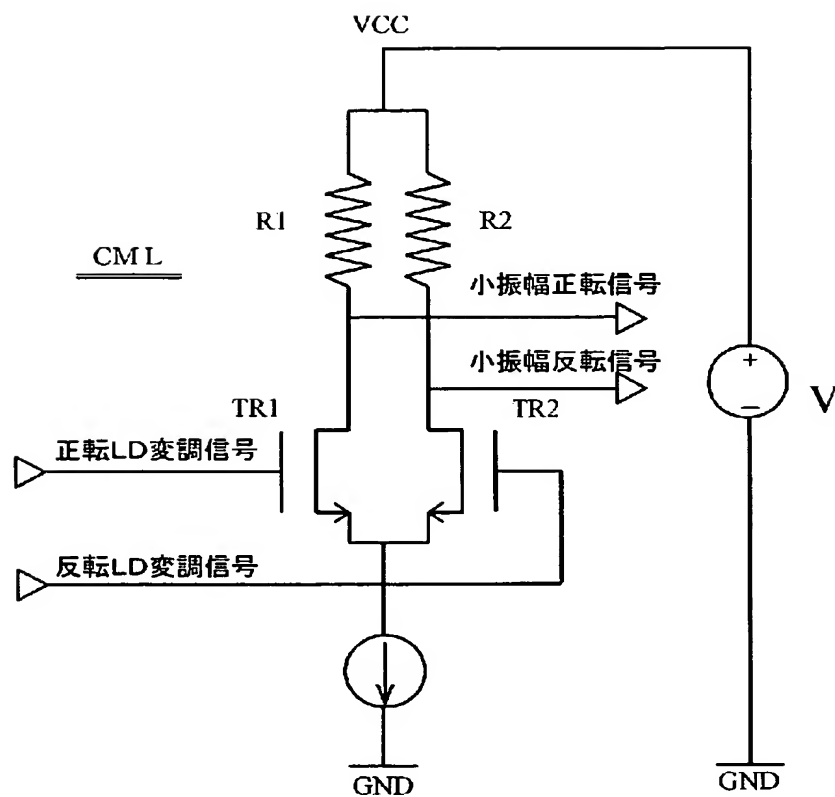 VCC
R1
R2
CML
小振幅正転信号
小振幅反転信号
+
−
V
TR1
TR2
正転LD変調信号
反転LD変調信号
GND
GND